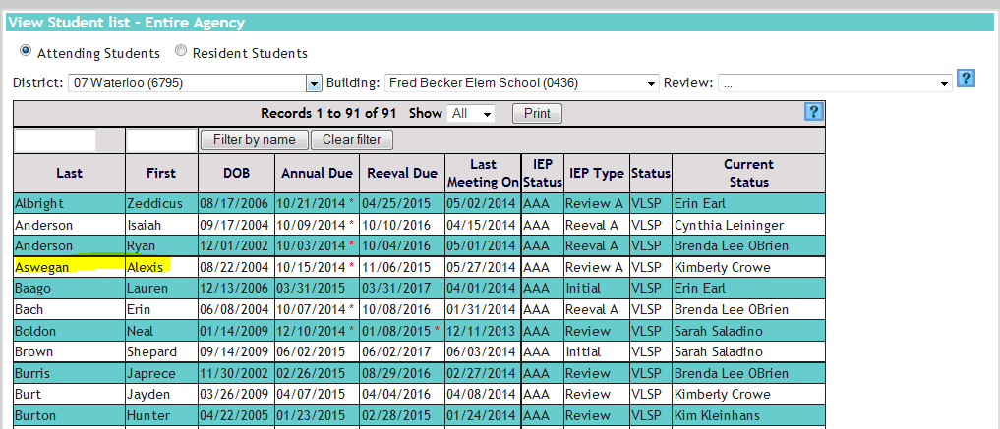 View Student list - Entire Agency
Attending Students Resident Students
District: 07 Waterloo (6795) Building: Fred Becker Elem School (0436) Review: ... ?
Records 1 to 91 of 91 Show All Print ?
Filter by name Clear filter
Last First DOB Annual Due Reeval Due Last Meeting On IEP Status IEP Type Status Current Status
Albright Zeddicus 08/17/2006 10/21/2014 * 04/25/2015 05/02/2014 AAA Review A VLSP Erin Earl
Anderson Isaiah 09/17/2004 10/09/2014 * 10/10/2016 04/15/2014 AAA Reeval A VLSP Cynthia Leininger
Anderson Ryan 12/01/2002 10/03/2014 * 10/04/2016 05/01/2014 AAA Reeval A VLSP Brenda Lee OBrien
Aswegan Alexis 08/22/2004 10/15/2014 * 11/06/2015 05/27/2014 AAA Review A VLSP Kimberly Crowe
Baago Lauren 12/13/2006 03/31/2015 03/31/2017 04/01/2014 AAA Initial VLSP Erin Earl
Bach Erin 06/08/2004 10/07/2014 * 10/08/2016 01/31/2014 AAA Reeval A VLSP Brenda Lee OBrien
Boldon Neal 01/14/2009 12/10/2014 * 01/08/2015 * 12/11/2013 AAA Review VLSP Sarah Saladino
Brown Shepard 09/14/2009 06/02/2015 06/02/2017 06/03/2014 AAA Initial VLSP Sarah Saladino
Burris Japrece 11/30/2002 02/26/2015 08/29/2016 02/27/2014 AAA Review VLSP Brenda Lee OBrien
Burt Jayden 03/26/2009 04/07/2015 04/04/2016 04/08/2014 AAA Review VLSP Kimberly Crowe
Burton Hunter 04/22/2005 01/23/2015 02/28/2015 01/24/2014 AAA Review VLSP Kim Kleinhans